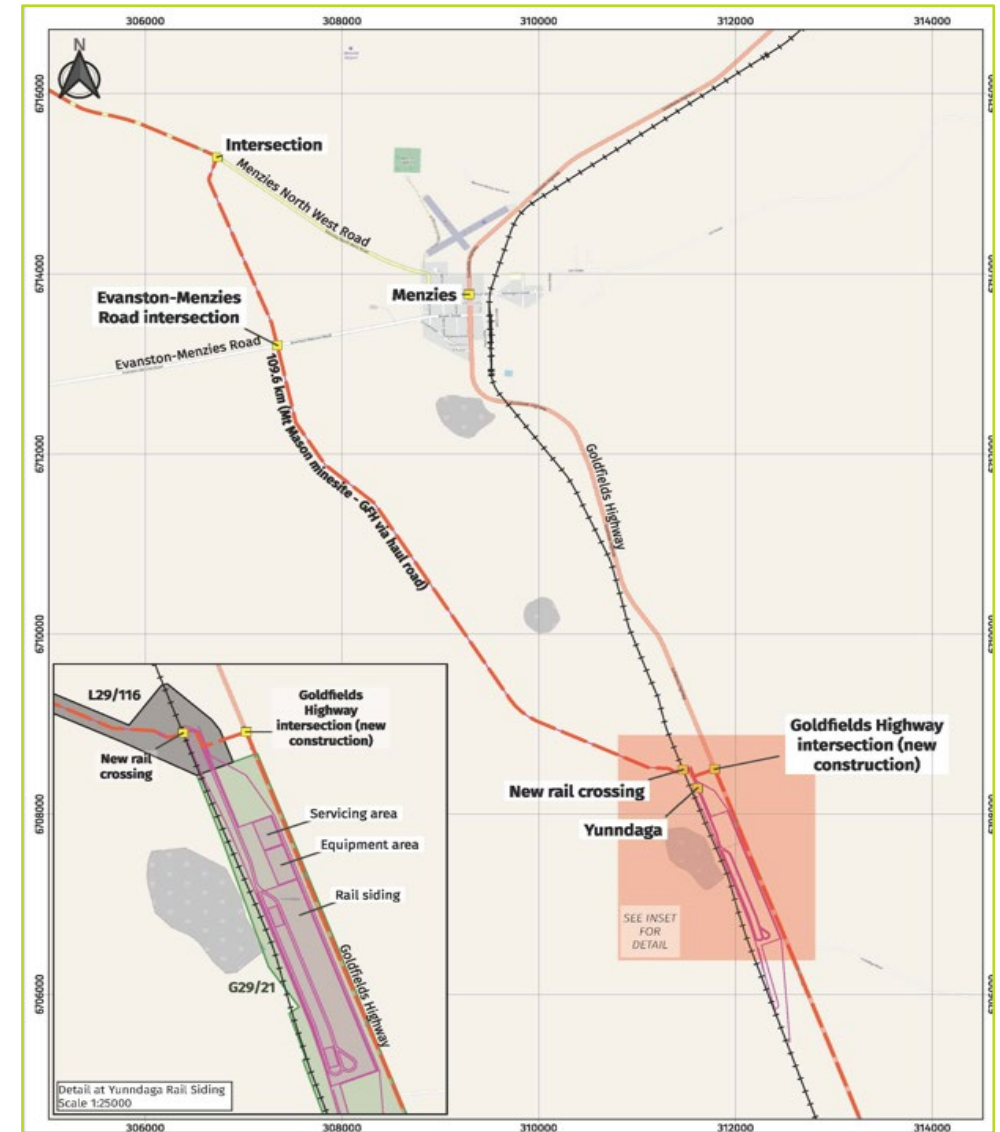 306000
308000
310000
312000
314000
N
6716000
6716000
Intersection
Menzies North West Road
6714000
Menzies
Evanston-Menzies
Road intersection
Evanston-Menzies Road
109.6 km (Mt Mason minesite - GFH via haul road)
6712000
Goldfields Highway
6710000
Goldfields Highway
intersection (new
construction)
New rail crossing
6708000
Yunndaga
SEE INSET
FOR
DETAIL
6706000
L29/116
Goldfields
Highway
intersection (new
construction)
New rail
crossing
Servicing area
Equipment area
Rail siding
Goldfields Highway
G29/21
Detail at Yunndaga Rail Siding
Scale 1:25000
306000
308000
310000
312000
314000